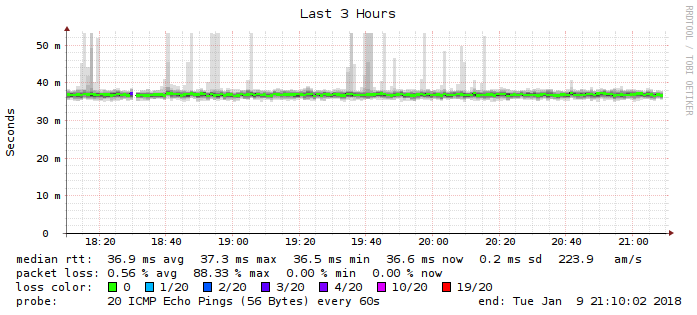 Last 3 Hours
RRDTOOL / TOBI OETIKER
Seconds
50 m
40 m
30 m
20 m
10 m
0
18:20 18:40 19:00 19:20 19:40 20:00 20:20 20:40 21:00
median rtt: 36.9 ms avg 37.3 ms max 36.5 ms min 36.6 ms now 0.2 ms sd 223.9 am/s
packet loss: 0.56 % avg 88.33 % max 0.00 % min 0.00 % now
loss color: 0 1/20 2/20 3/20 4/20 10/20 19/20
probe: 20 ICMP Echo Pings (56 Bytes) every 60s end: Tue Jan 9 21:10:02 2018